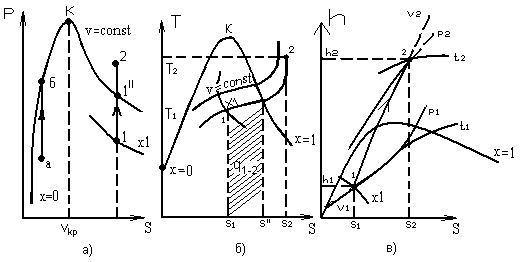 P
K
υ=const
2
б
1"
1
x1
a
x=0
Vкр
S
а)
T
K
T2
2
υ=const
T1
x1
1
x=1
x=0
q1-2
S1
S"
S2
S
б)
h
V2
P2
h2
2
t2
P1
t1
h1
1
x=1
V1
x1
S1
S2
S
в)